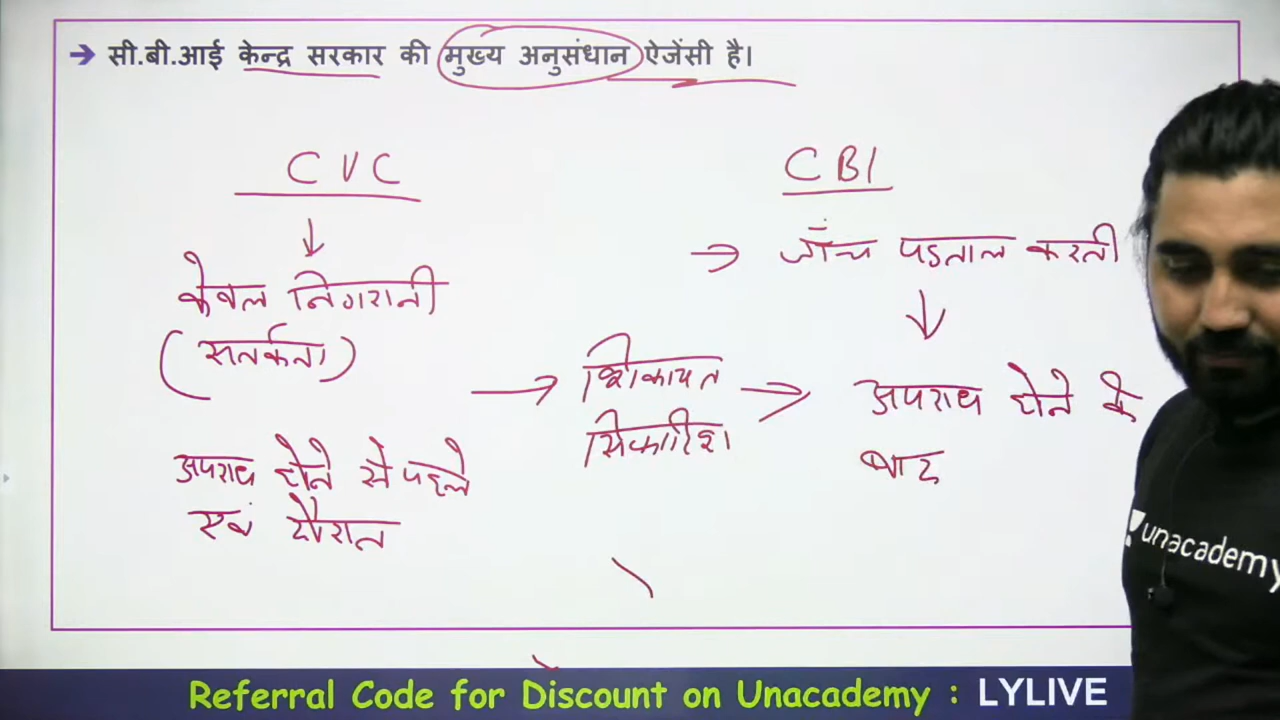 → सी.बी.आई केन्द्र सरकार की मुख्य अनुसंधान ऐजेंसी है।
CVC
CBI
केवल निगरानी
(सतर्कता)
→ जाँच पडताल करती
शिकायत
सिफारिश
अपराध होने के
बाद
अपराध होने से पहले
एवं दौरान
unacademy
Referral Code for Discount on Unacademy : LYLIVE